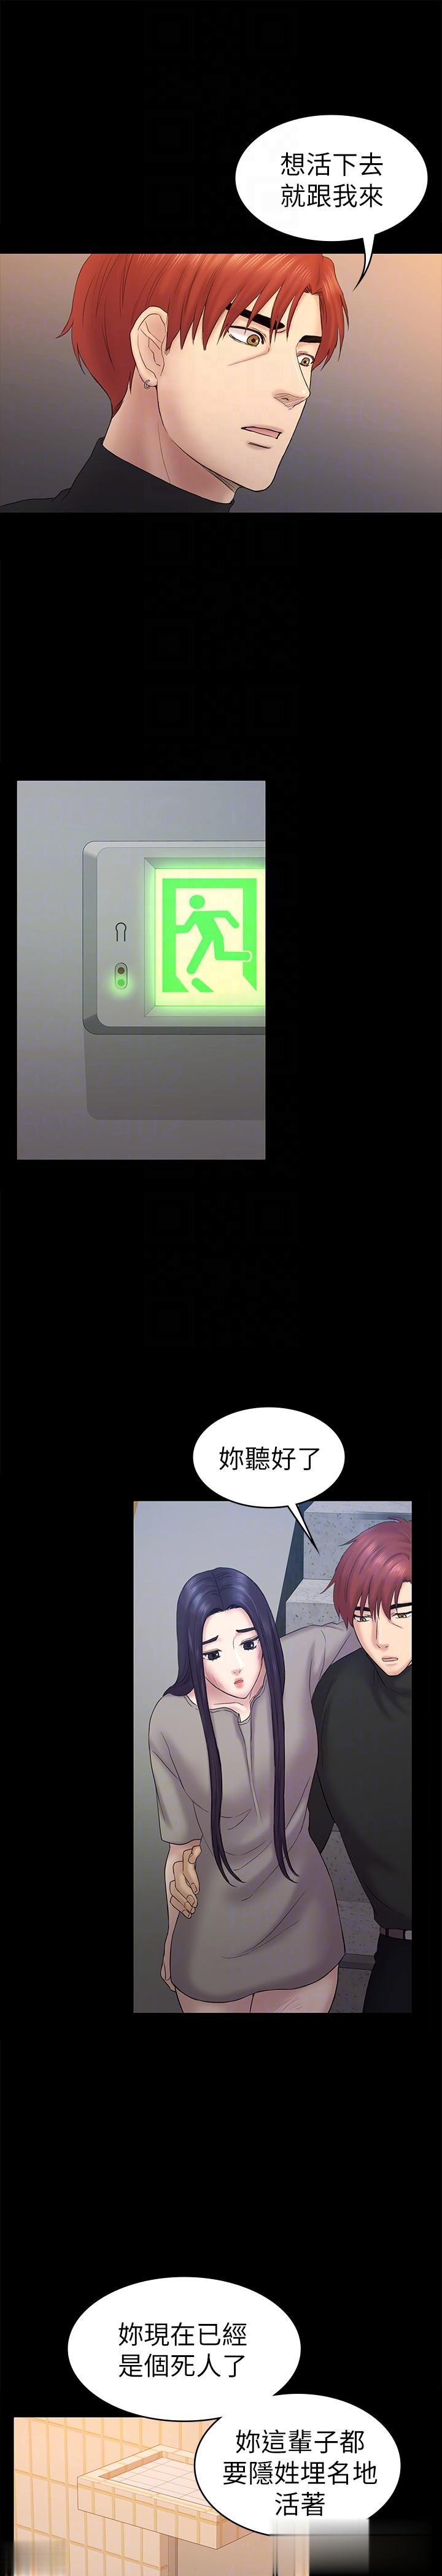 想活下去
就跟我來
妳聽好了
妳現在已經
是個死人了
妳這輩子都
要隱姓埋名地
活著